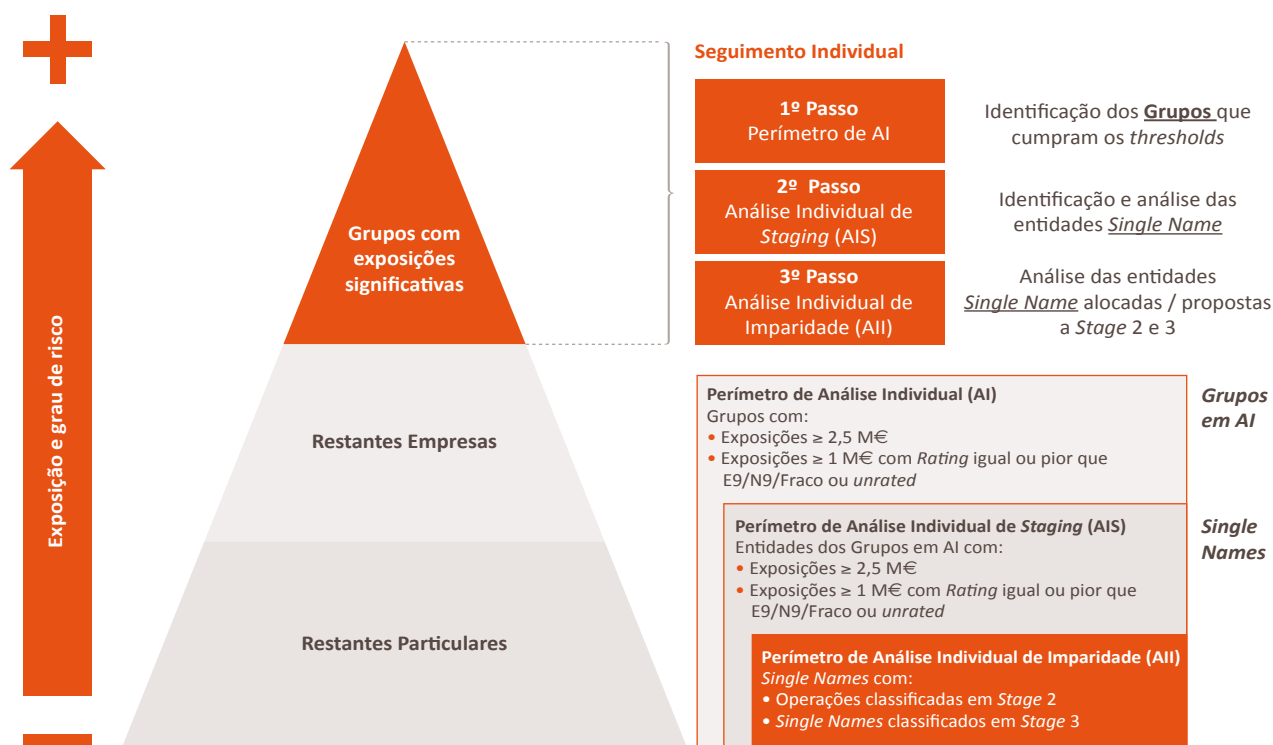 Seguimento Individual
1º Passo
Perímetro de AI
Identificação dos Grupos que
cumpram os thresholds
2º Passo
Análise Individual de
Staging (AIS)
Identificação e análise das
entidades Single Name
3º Passo
Análise Individual de
Imparidade (AII)
Análise das entidades
Single Name alocadas / propostas
a Stage 2 e 3
Exposição e grau de risco
Grupos com
exposições
significativas
Restantes Empresas
Restantes Particulares
Perímetro de Análise Individual (AI)
Grupos com:
• Exposições ≥ 2,5 M€
• Exposições ≥ 1 M€ com Rating igual ou pior que
E9/N9/Fraco ou unrated
Grupos
em AI
Perímetro de Análise Individual de Staging (AIS)
Entidades dos Grupos em AI com:
• Exposições ≥ 2,5 M€
• Exposições ≥ 1 M€ com Rating igual ou pior que
E9/N9/Fraco ou unrated
Single
Names
Perímetro de Análise Individual de Imparidade (AII)
Single Names com:
• Operações classificadas em Stage 2
• Single Names classificados em Stage 3